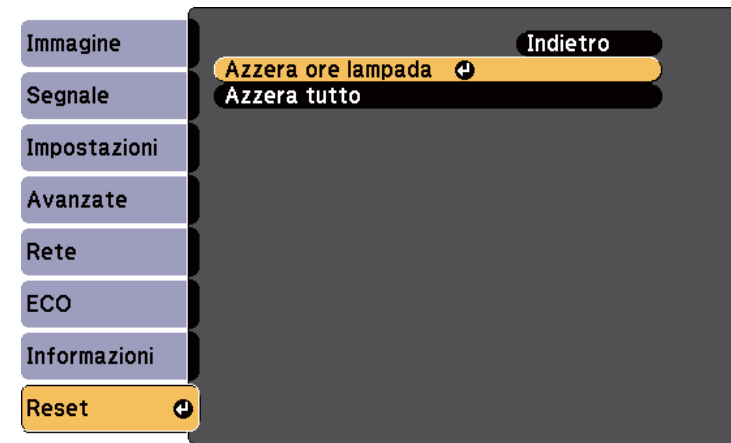 Immagine
Segnale
Impostazioni
Avanzate
Rete
ECO
Informazioni
Reset
Indietro
Azzera ore lampada
Azzera tutto